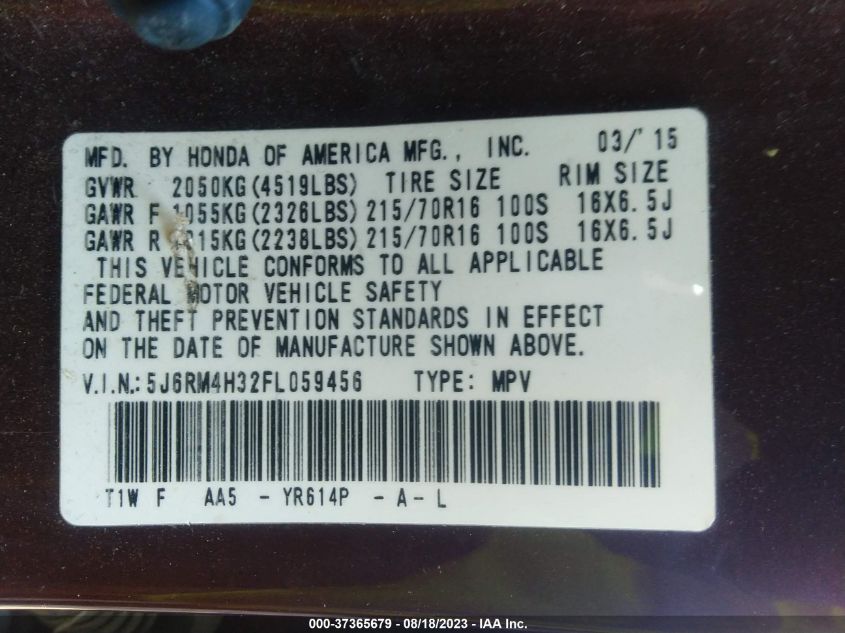 MFD. BY HONDA OF AMERICA MFG., INC. 03/'15
GVWR 2050KG(4519LBS) TIRE SIZE RIM SIZE
GAWR F 1055KG(2326LBS) 215/70R16 100S 16X6.5J
GAWR R 1015KG(2238LBS) 215/70R16 100S 16X6.5J
THIS VEHICLE CONFORMS TO ALL APPLICABLE
FEDERAL MOTOR VEHICLE SAFETY
AND THEFT PREVENTION STANDARDS IN EFFECT
ON THE DATE OF MANUFACTURE SHOWN ABOVE.
V.I.N.: 5J6RM4H32FL059456 TYPE: MPV
T1W F AA5 - YR614P - A - L
000-37365679 - 08/18/2023 - IAA Inc.